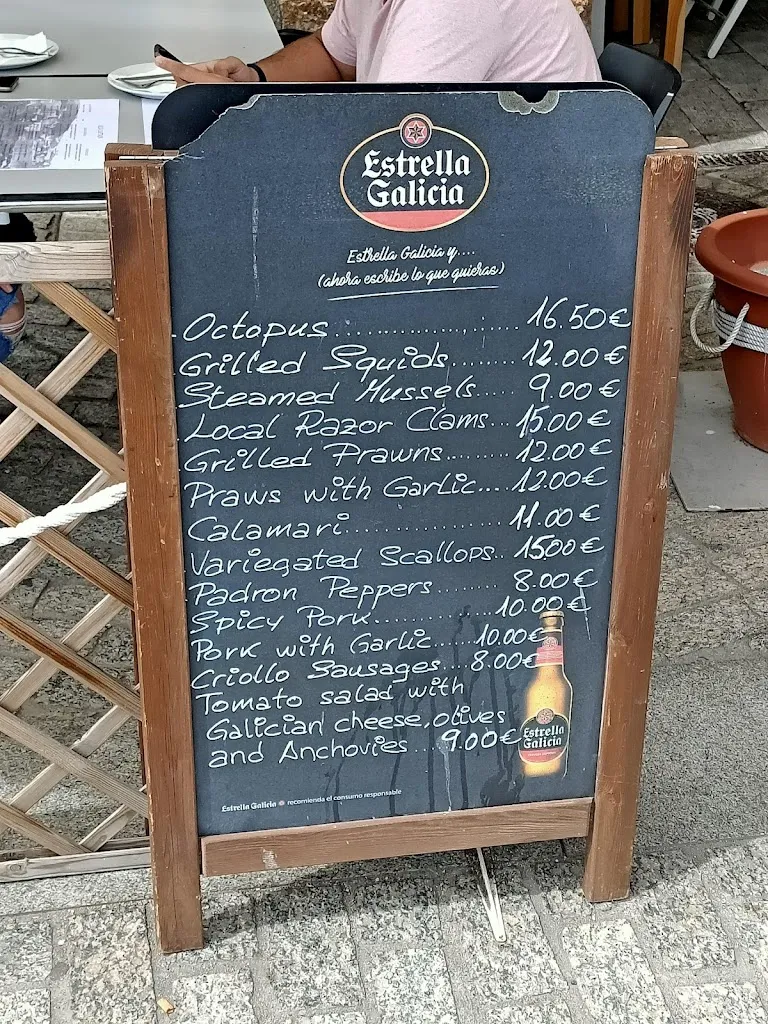 Estrella
Galicia
Estrella Galicia y....
(ahora escribe lo que quieras)
Octopus................ 16.50€
Grilled Squids......... 12.00€
Steamed Mussels..... 9.00€
Local Razor Clams... 15.00€
Grilled Prawns......... 12.00€
Praws with Garlic.... 12.00€
Calamari.................. 11.00€
Variegated Scallops.. 1500€
Padron Peppers......... 8.00€
Spicy Pork............... 10.00€
Pork with Garlic..... 10.00€
Criollo Sausages... 8.00€
Tomato salad with
Galician cheese, olives
and Anchovies... 9.00€
Estrella
Galicia
Estrella Galicia recomienda el consumo responsable